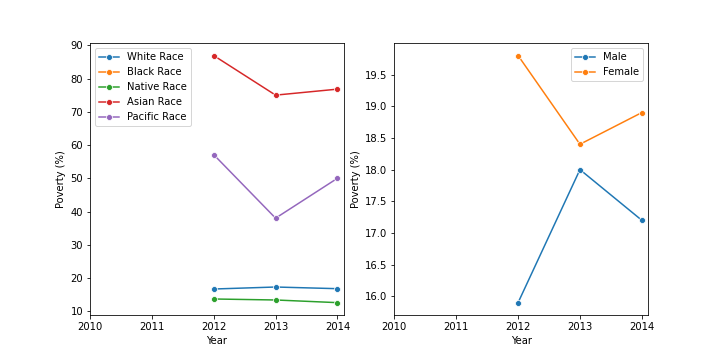 90
80
70
60
50
40
30
20
10
Poverty (%)
2010 2011 2012 2013 2014
Year
White Race
Black Race
Native Race
Asian Race
Pacific Race
19.5
19.0
18.5
18.0
17.5
17.0
16.5
16.0
Poverty (%)
2010 2011 2012 2013 2014
Year
Male
Female